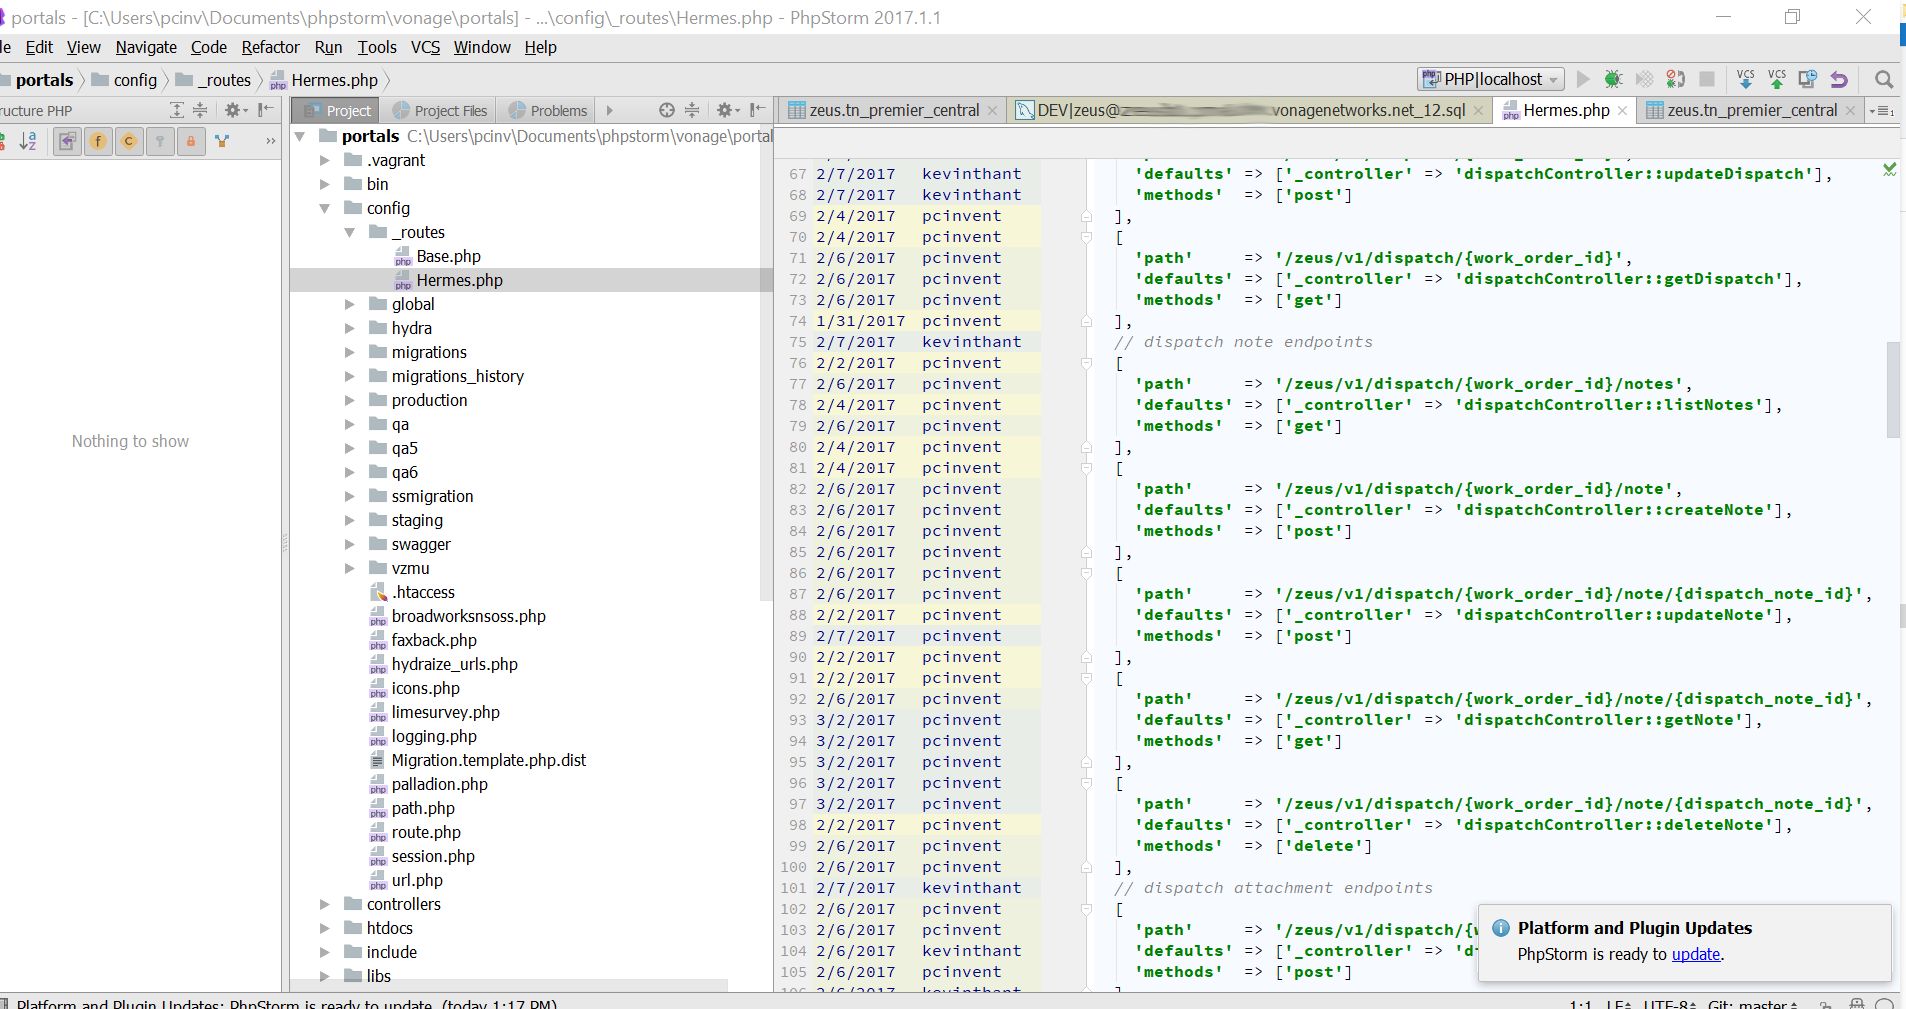 portals - [C:\Users\pcinv\Documents\phpstorm\vonage\portals] - ...\config\_routes\Hermes.php - PhpStorm 2017.1.1
Edit View Navigate Code Refactor Run Tools VCS Window Help
portals config _routes Hermes.php PHP|localhost VCS VCS
ructure PHP
Project Project Files Problems
zeus.tn_premier_central DEV|zeus@ vonagenetworks.net_12.sql Hermes.php zeus.tn_premier_central
Nothing to show
portals C:\Users\pcinv\Documents\phpstorm\vonage\portal
.vagrant
bin
config
_routes
Base.php
Hermes.php
global
hydra
migrations
migrations_history
production
qa
qa5
qa6
ssmigration
staging
swagger
vzmu
.htaccess
broadworksnsoss.php
faxback.php
hydraize_urls.php
icons.php
limesurvey.php
logging.php
Migration.template.php.dist
palladion.php
path.php
route.php
session.php
url.php
controllers
htdocs
include
libs
67 2/7/2017 kevinthant 'defaults' => ['_controller' => 'dispatchController::updateDispatch'],
68 2/7/2017 kevinthant 'methods' => ['post']
69 2/4/2017 pcinvent ],
70 2/4/2017 pcinvent [
71 2/6/2017 pcinvent 'path' => '/zeus/v1/dispatch/{work_order_id}',
72 2/6/2017 pcinvent 'defaults' => ['_controller' => 'dispatchController::getDispatch'],
73 2/6/2017 pcinvent 'methods' => ['get']
74 1/31/2017 pcinvent ],
75 2/7/2017 kevinthant // dispatch note endpoints
76 2/2/2017 pcinvent [
77 2/6/2017 pcinvent 'path' => '/zeus/v1/dispatch/{work_order_id}/notes',
78 2/4/2017 pcinvent 'defaults' => ['_controller' => 'dispatchController::listNotes'],
79 2/6/2017 pcinvent 'methods' => ['get']
80 2/4/2017 pcinvent ],
81 2/4/2017 pcinvent [
82 2/6/2017 pcinvent 'path' => '/zeus/v1/dispatch/{work_order_id}/note',
83 2/6/2017 pcinvent 'defaults' => ['_controller' => 'dispatchController::createNote'],
84 2/6/2017 pcinvent 'methods' => ['post']
85 2/6/2017 pcinvent ],
86 2/6/2017 pcinvent [
87 2/6/2017 pcinvent 'path' => '/zeus/v1/dispatch/{work_order_id}/note/{dispatch_note_id}',
88 2/2/2017 pcinvent 'defaults' => ['_controller' => 'dispatchController::updateNote'],
89 2/7/2017 pcinvent 'methods' => ['post']
90 2/2/2017 pcinvent ],
91 2/2/2017 pcinvent [
92 2/6/2017 pcinvent 'path' => '/zeus/v1/dispatch/{work_order_id}/note/{dispatch_note_id}',
93 3/2/2017 pcinvent 'defaults' => ['_controller' => 'dispatchController::getNote'],
94 3/2/2017 pcinvent 'methods' => ['get']
95 3/2/2017 pcinvent ],
96 3/2/2017 pcinvent [
97 3/2/2017 pcinvent 'path' => '/zeus/v1/dispatch/{work_order_id}/note/{dispatch_note_id}',
98 2/2/2017 pcinvent 'defaults' => ['_controller' => 'dispatchController::deleteNote'],
99 2/6/2017 pcinvent 'methods' => ['delete']
100 2/6/2017 pcinvent ],
101 2/7/2017 kevinthant // dispatch attachment endpoints
102 2/6/2017 pcinvent [
103 2/6/2017 pcinvent 'path' => '/zeus/v1/dispatch/{w
104 2/6/2017 kevinthant 'defaults' => ['_controller' => 'd
105 2/6/2017 pcinvent 'methods' => ['post']
106 2/6/2017 kevinthant ]
Platform and Plugin Updates
PhpStorm is ready to update.
Platform and Plugin Updates: PhpStorm is ready to update. (today 1:17 PM) 1:1 LF UTF-8 Git: master